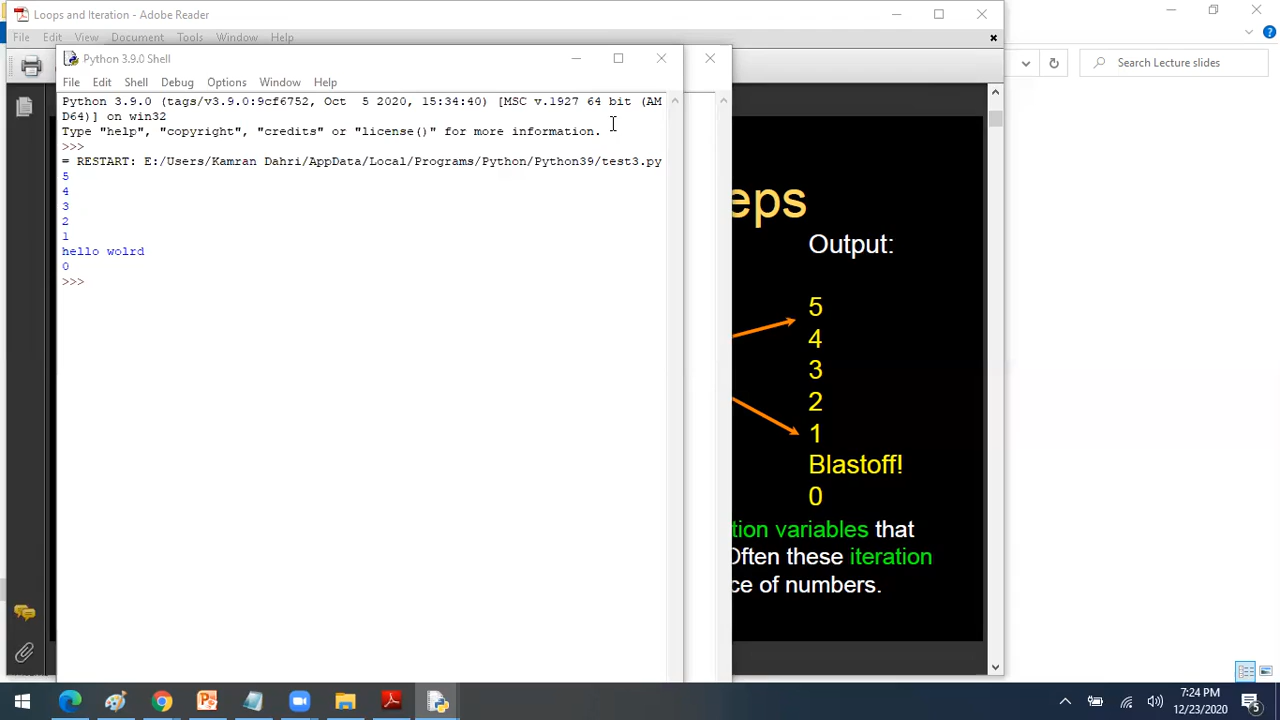 Loops and Iteration - Adobe Reader
File Edit View Document Tools Window Help
Search Lecture slides
Python 3.9.0 Shell
File Edit Shell Debug Options Window Help
Python 3.9.0 (tags/v3.9.0:9cf6752, Oct  5 2020, 15:34:40) [MSC v.1927 64 bit (AM
D64)] on win32
Type "help", "copyright", "credits" or "license()" for more information.
>>>
= RESTART: E:/Users/Kamran Dahri/AppData/Local/Programs/Python/Python39/test3.py
5
4
3
2
1
hello wolrd
0
>>>
eps
Output:
5
4
3
2
1
Blastoff!
0
tion variables that
Often these iteration
ce of numbers.
7:24 PM
12/23/2020
5